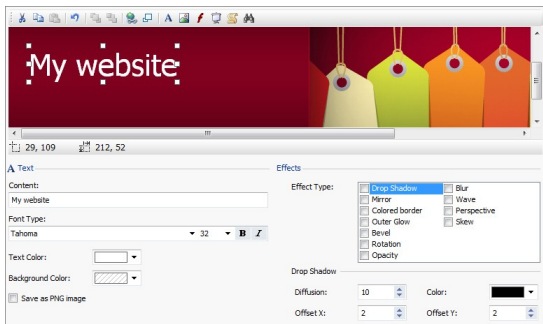 A
My website
29, 109 212, 52
A Text
Content:
My website
Font Type:
Tahoma 32 B I
Text Color:
Background Color:
Save as PNG image
Effects
Effect Type:
Drop Shadow Blur
Mirror Wave
Colored border Perspective
Outer Glow Skew
Bevel
Rotation
Opacity
Drop Shadow
Diffusion: 10 Color:
Offset X: 2 Offset Y: 2